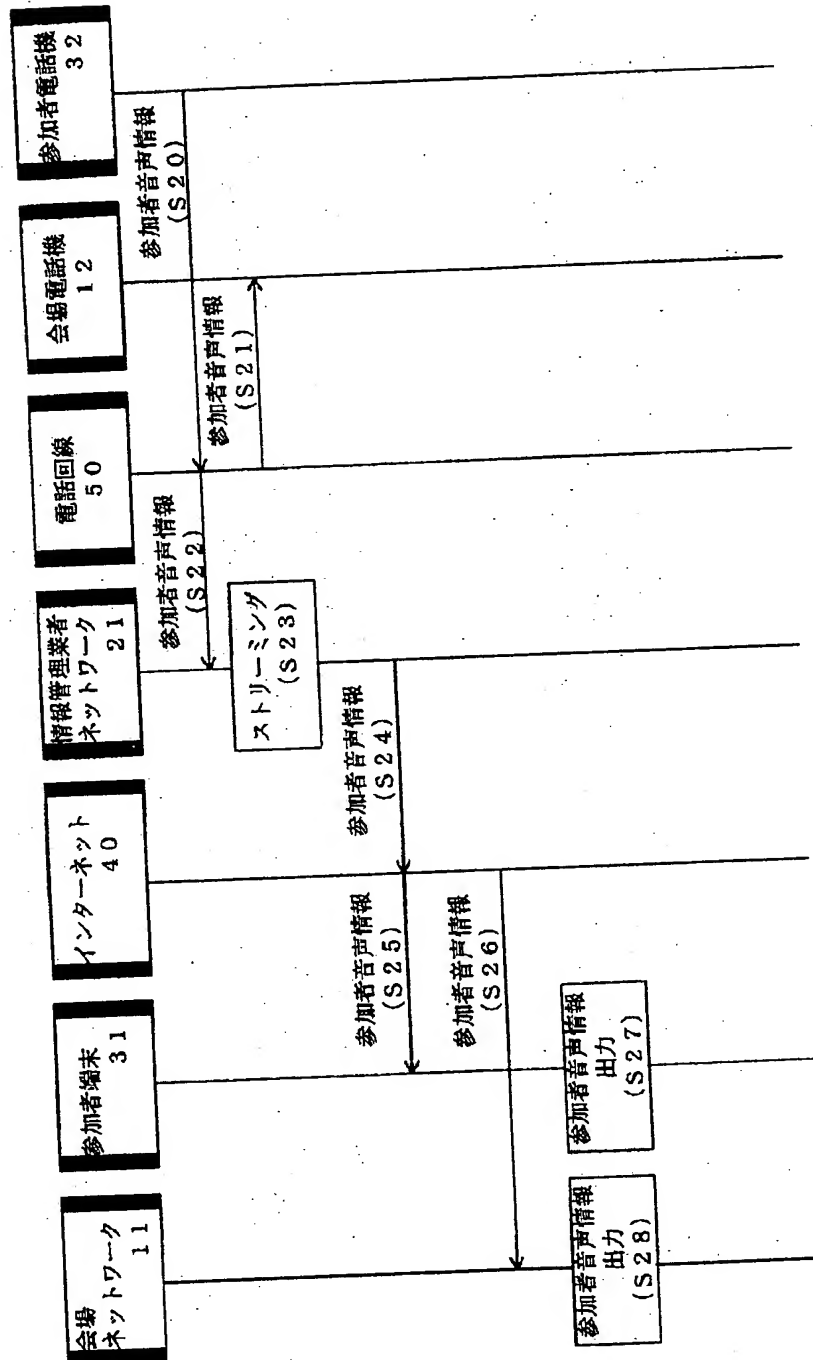 会場
ネットワーク
11
参加者端末
31
インターネット
40
情報管理業者
ネットワーク
21
電話回線
50
会場電話機
12
参加者電話機
32
参加者音声情報
(S20)
参加者音声情報
(S21)
参加者音声情報
(S22)
ストリーミング
(S23)
参加者音声情報
(S24)
参加者音声情報
(S25)
参加者音声情報
(S26)
参加者音声情報
出力
(S27)
参加者音声情報
出力
(S28)